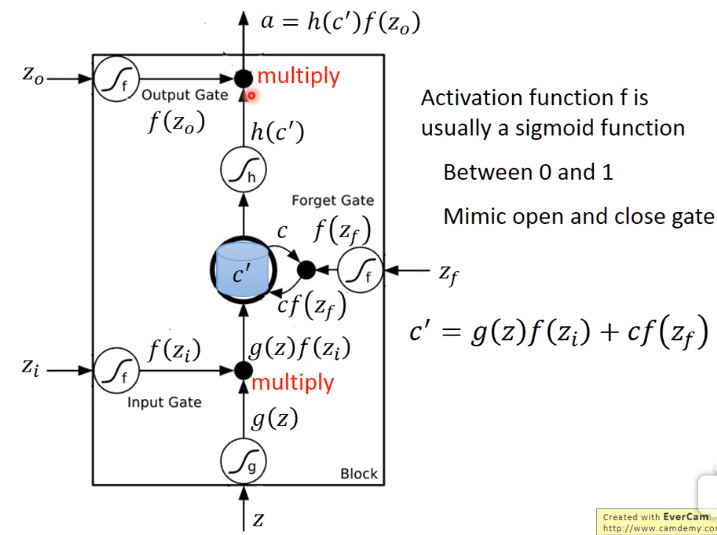 a = h(c′)f(z_o)
z_o
f
multiply
Output Gate
f(z_o)
h(c′)
h
Forget Gate
c
f(z_f)
f
z_f
c′
cf(z_f)
z_i
f
f(z_i)
g(z)f(z_i)
multiply
Input Gate
g(z)
g
Block
z
Activation function f is
usually a sigmoid function
Between 0 and 1
Mimic open and close gate
c′ = g(z)f(z_i) + cf(z_f)
Created with EverCam.
http://www.camdemy.com